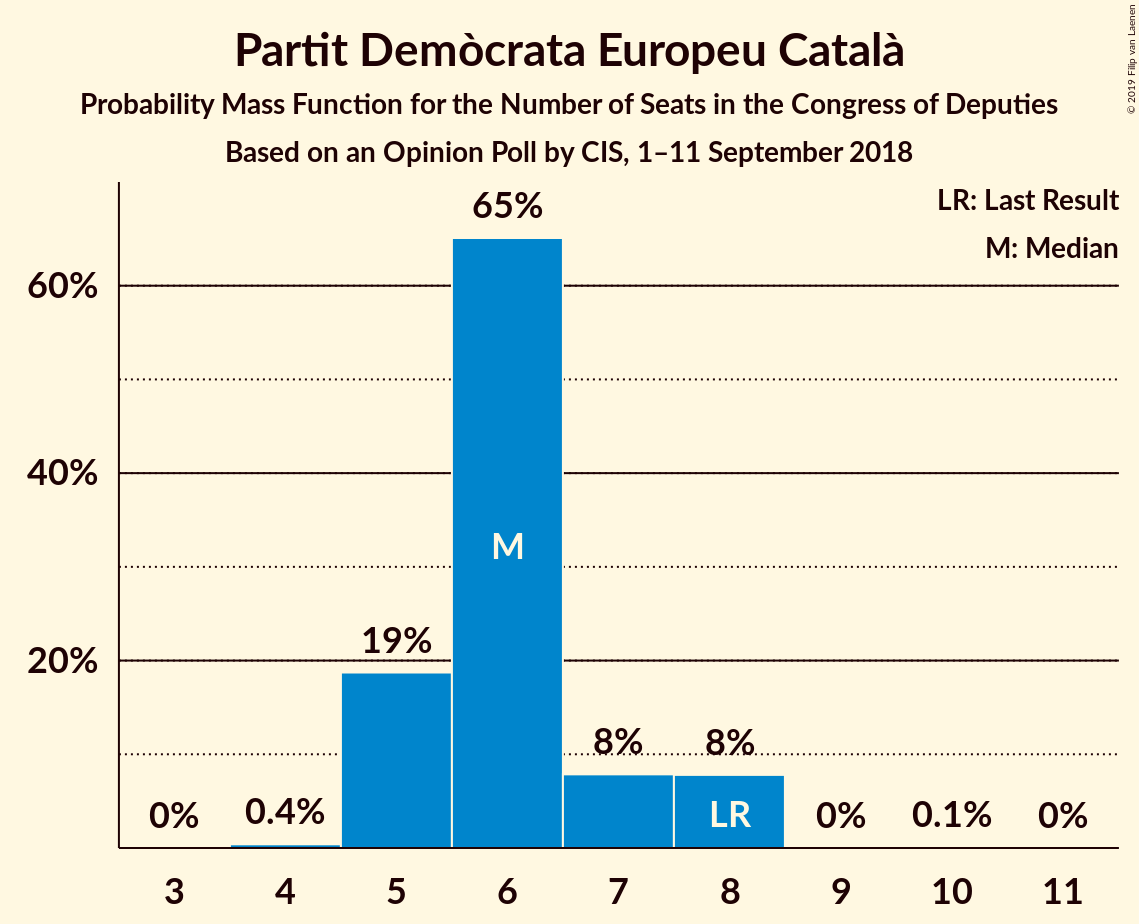 Partit Demòcrata Europeu Català
Probability Mass Function for the Number of Seats in the Congress of Deputies
Based on an Opinion Poll by CIS, 1–11 September 2018
© 2019 Filip van Laenen
LR: Last Result
M: Median
65%
60%
40%
M
19%
20%
8%
8%
0%
0.4%
LR
0%
0.1%
0%
3 4 5 6 7 8 9 10 11